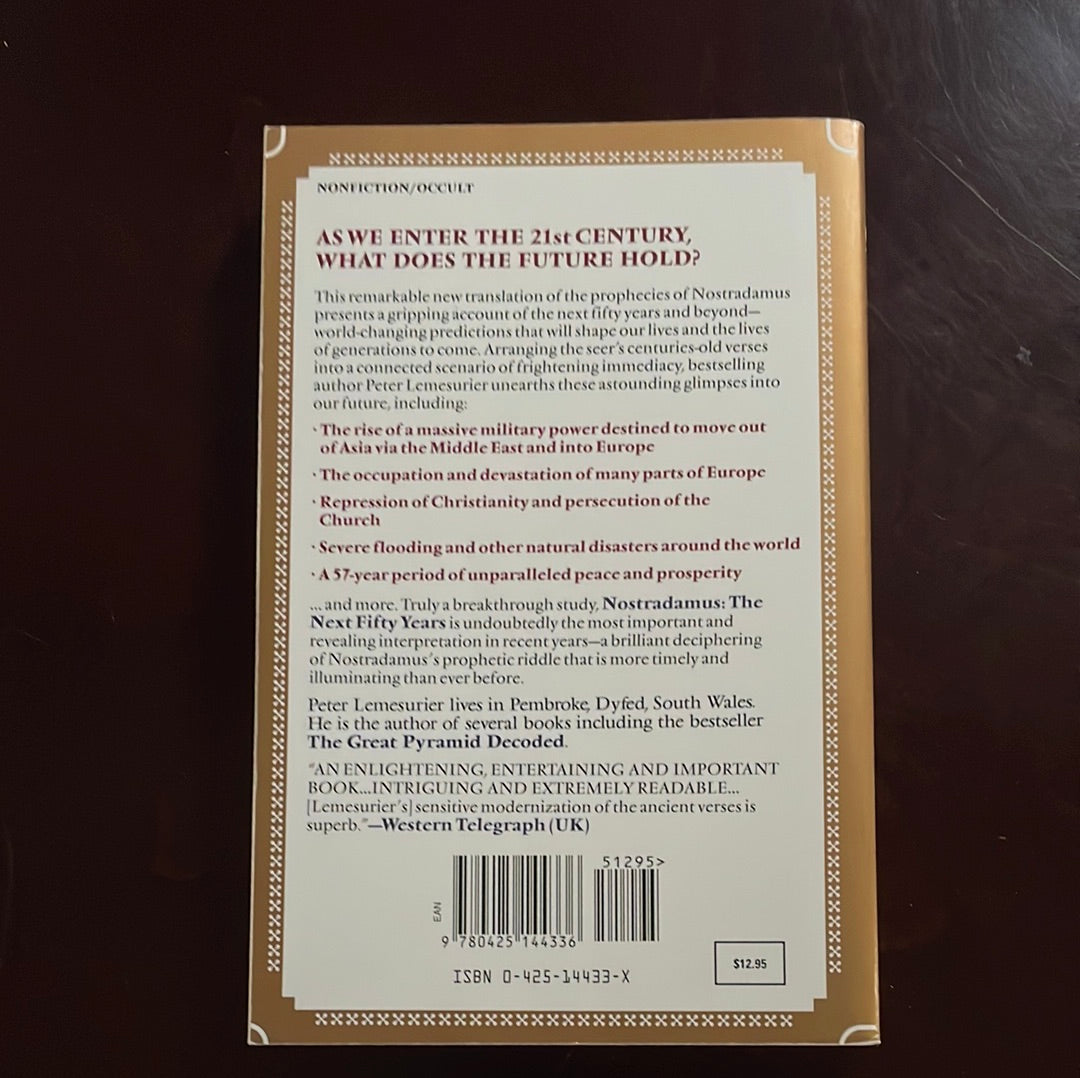 NONFICTION/OCCULT
AS WE ENTER THE 21st CENTURY,
WHAT DOES THE FUTURE HOLD?
This remarkable new translation of the prophecies of Nostradamus
presents a gripping account of the next fifty years and beyond—
world-changing predictions that will shape our lives and the lives
of generations to come. Arranging the seer's centuries-old verses
into a connected scenario of frightening immediacy, bestselling
author Peter Lemesurier unearths these astounding glimpses into
our future, including:
· The rise of a massive military power destined to move out
of Asia via the Middle East and into Europe
· The occupation and devastation of many parts of Europe
· Repression of Christianity and persecution of the
Church
· Severe flooding and other natural disasters around the world
· A 57-year period of unparalleled peace and prosperity
... and more. Truly a breakthrough study, Nostradamus: The
Next Fifty Years is undoubtedly the most important and
revealing interpretation in recent years—a brilliant deciphering
of Nostradamus's prophetic riddle that is more timely and
illuminating than ever before.
Peter Lemesurier lives in Pembroke, Dyfed, South Wales.
He is the author of several books including the bestseller
The Great Pyramid Decoded.
"AN ENLIGHTENING, ENTERTAINING AND IMPORTANT
BOOK...INTRIGUING AND EXTREMELY READABLE...
[Lemesurier's] sensitive modernization of the ancient verses is
superb."—Western Telegraph (UK)
51295>
EAN
9 780425 144336
ISBN 0-425-14433-X
$12.95